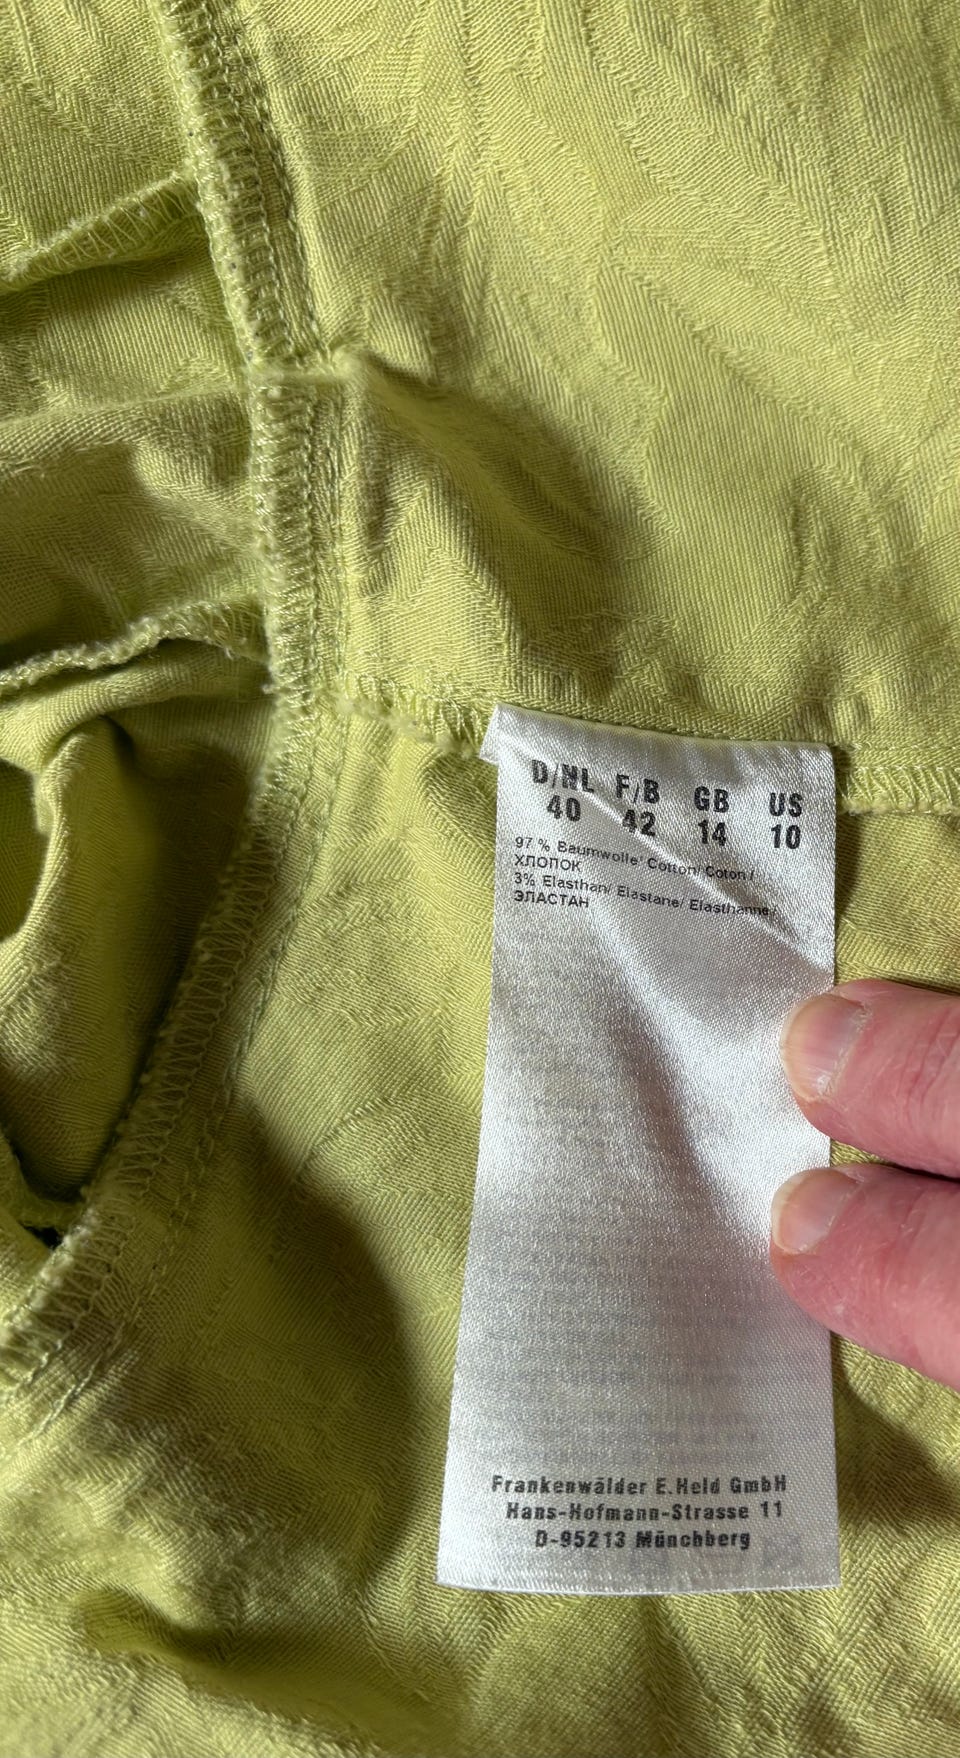 D/NL F/B GB US
40 42 14 10
97 % Baumwolle/ Cotton/ Coton /
ХЛОПОК
3% Elasthan/ Elastane/ Elasthanne/
ЭЛАСТАН
Frankenwälder E.Held GmbH
Hans-Hofmann-Strasse 11
D-95213 Münchberg